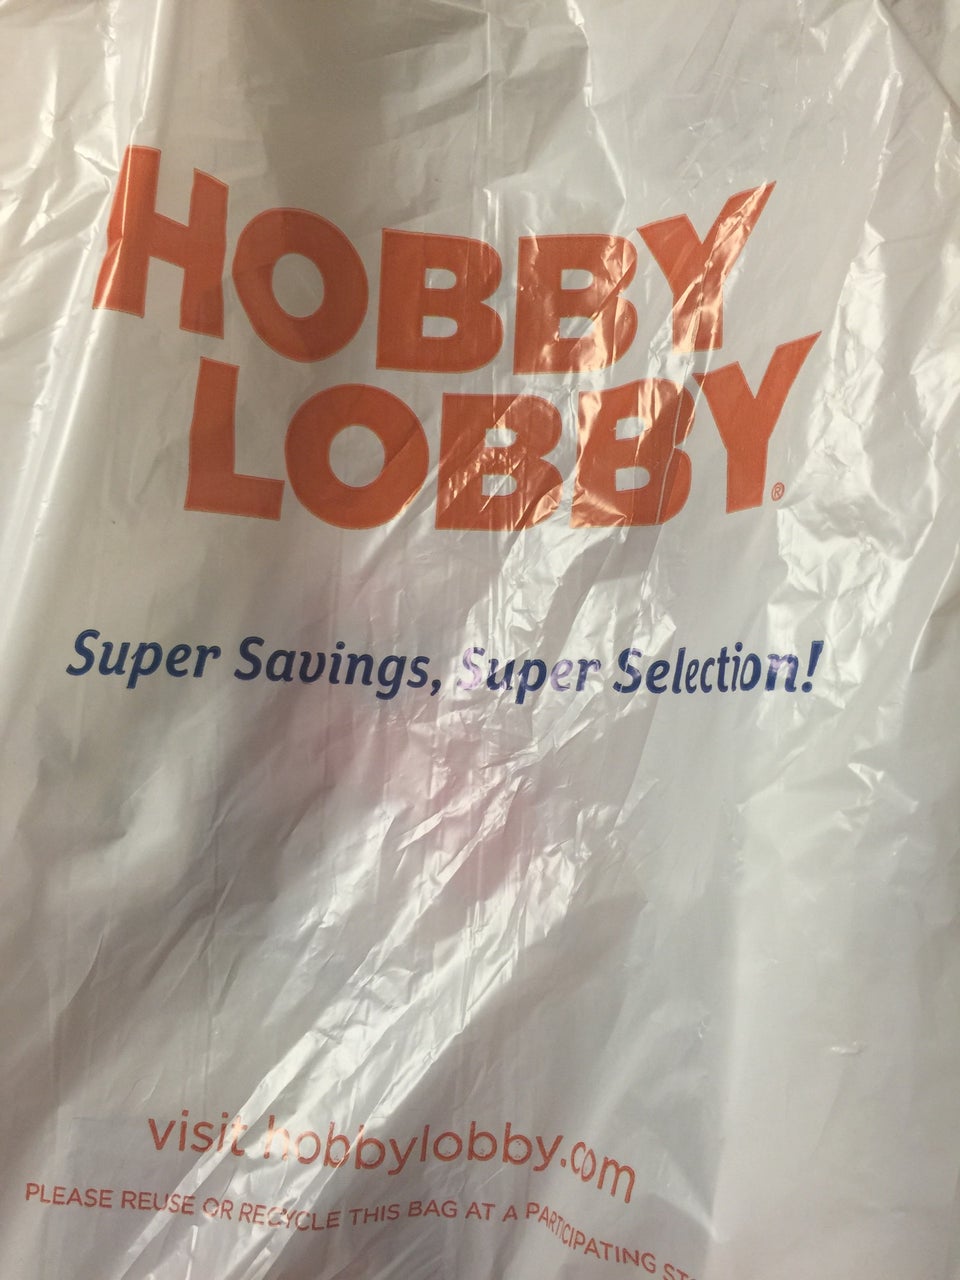 HOBBY
LOBBY®
Super Savings, Super Selection!
visit hobbylobby.com
PLEASE REUSE OR RECYCLE THIS BAG AT A PARTICIPATING